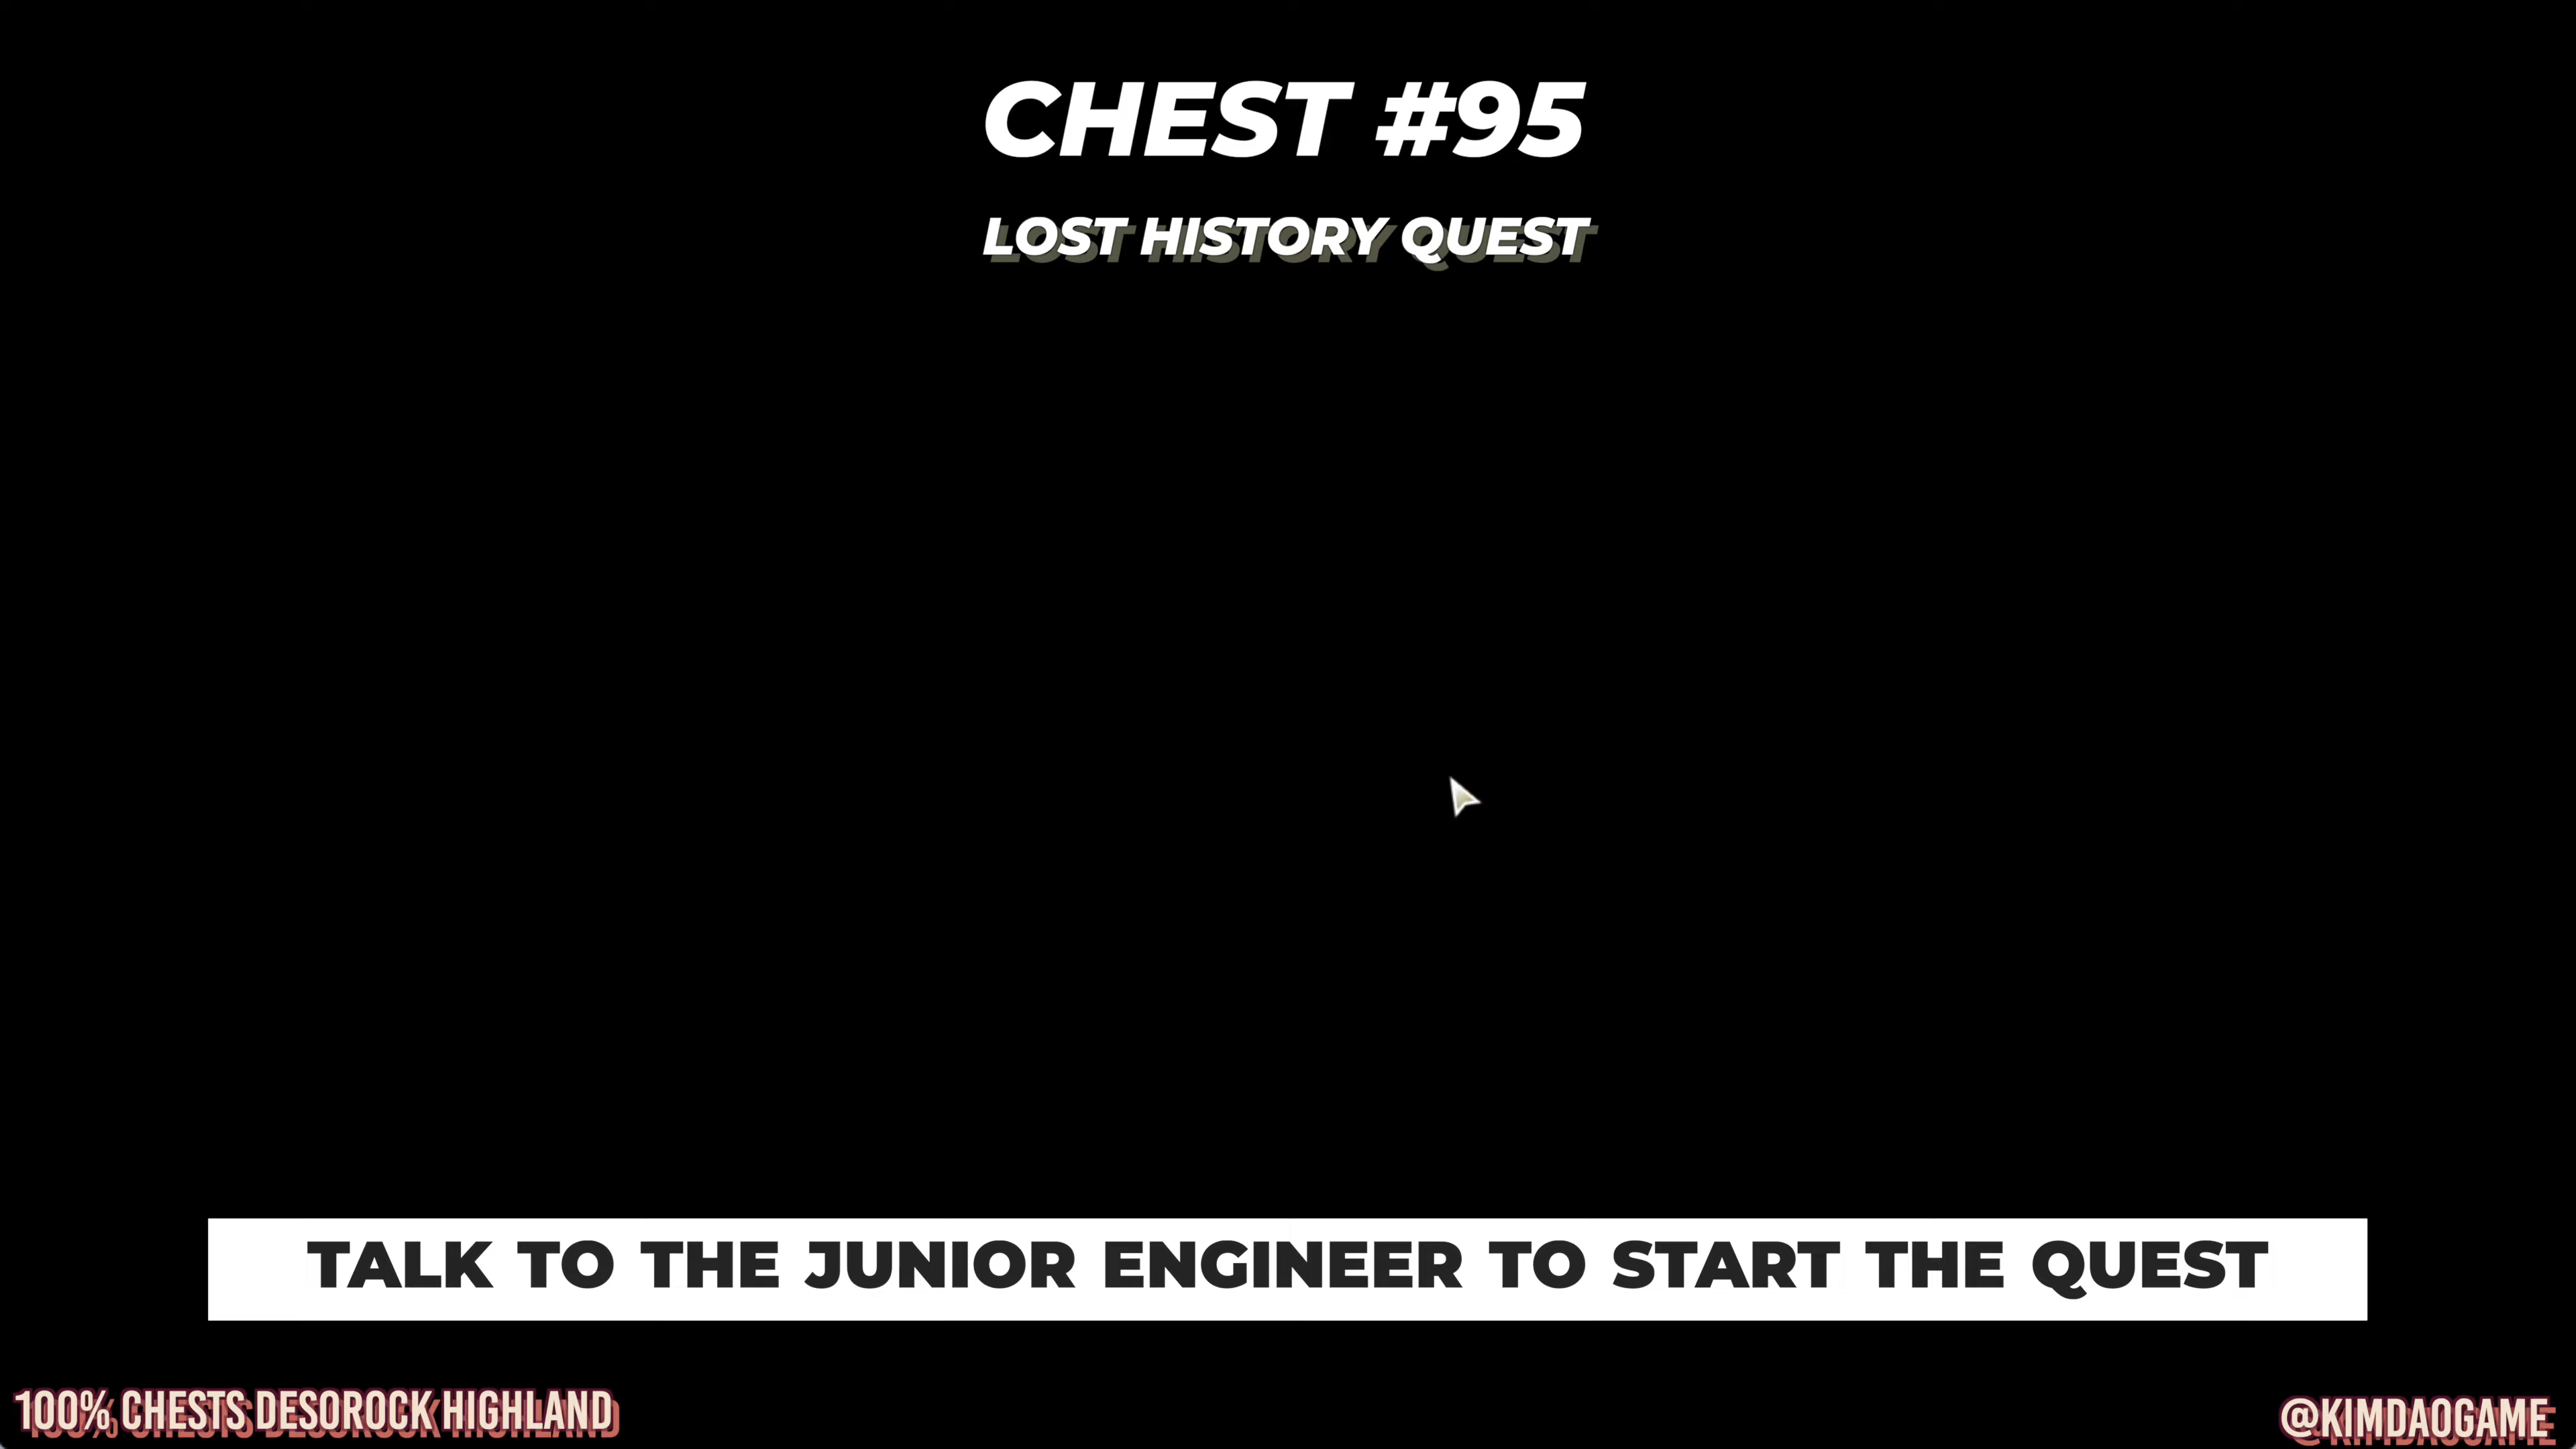 CHEST #95
LOST HISTORY QUEST
TALK TO THE JUNIOR ENGINEER TO START THE QUEST
100% CHESTS DESOROCK HIGHLAND
@KIMDAOGAME